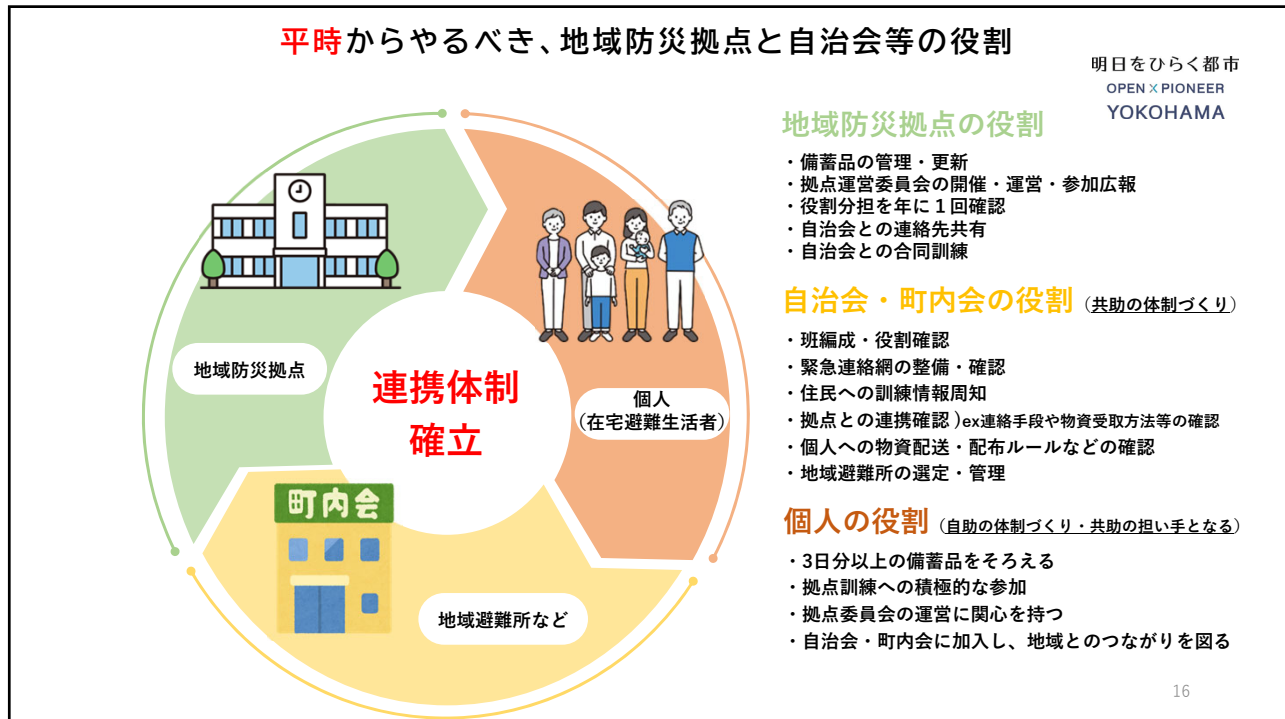 平時からやるべき、地域防災拠点と自治会等の役割
明日をひらく都市
OPEN X PIONEER
YOKOHAMA
地域防災拠点
個人
（在宅避難生活者）
連携体制
確立
町内会
地域避難所など
地域防災拠点の役割
・備蓄品の管理・更新
・拠点運営委員会の開催・運営・参加広報
・役割分担を年に１回確認
・自治会との連絡先共有
・自治会との合同訓練
自治会・町内会の役割（共助の体制づくり）
・班編成・役割確認
・緊急連絡網の整備・確認
・住民への訓練情報周知
・拠点との連携確認 )ex連絡手段や物資受取方法等の確認
・個人への物資配送・配布ルールなどの確認
・地域避難所の選定・管理
個人の役割（自助の体制づくり・共助の担い手となる）
・3日分以上の備蓄品をそろえる
・拠点訓練への積極的な参加
・拠点委員会の運営に関心を持つ
・自治会・町内会に加入し、地域とのつながりを図る
16